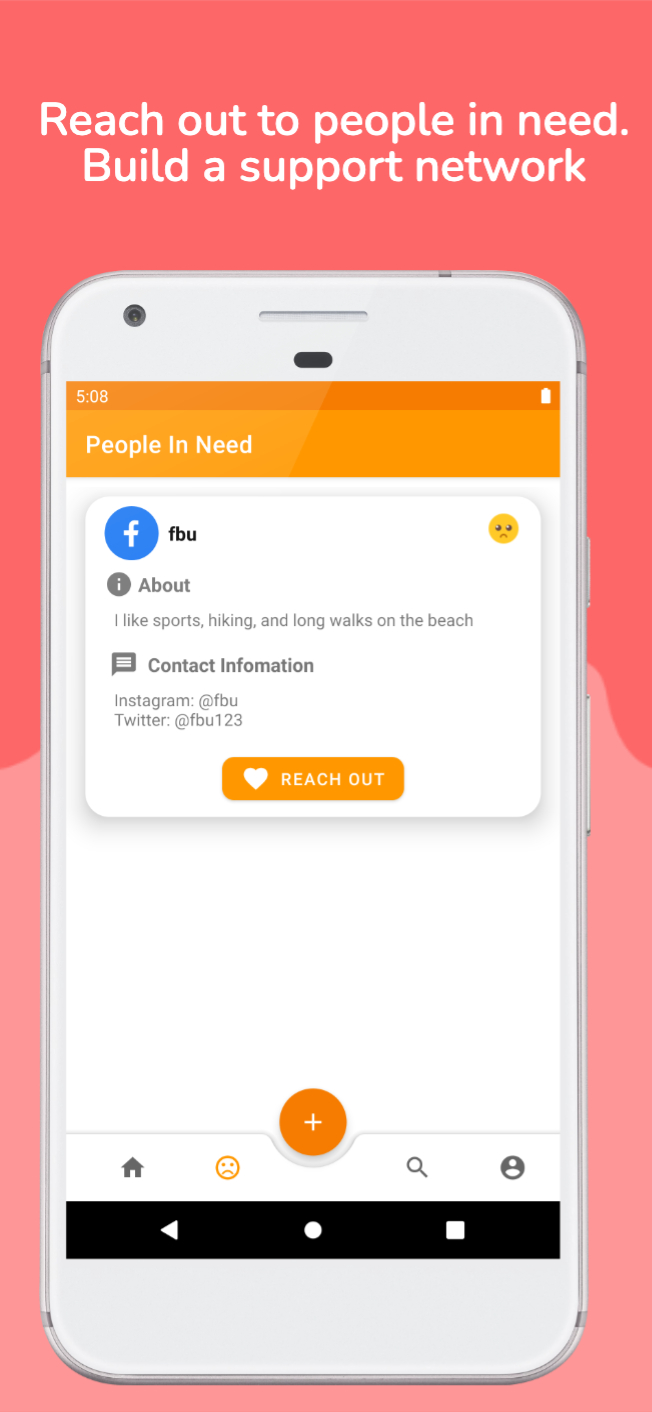 Reach out to people in need.
Build a support network
5:08
People In Need
fbu
About
I like sports, hiking, and long walks on the beach
Contact Infomation
Instagram: @fbu
Twitter: @fbu123
REACH OUT